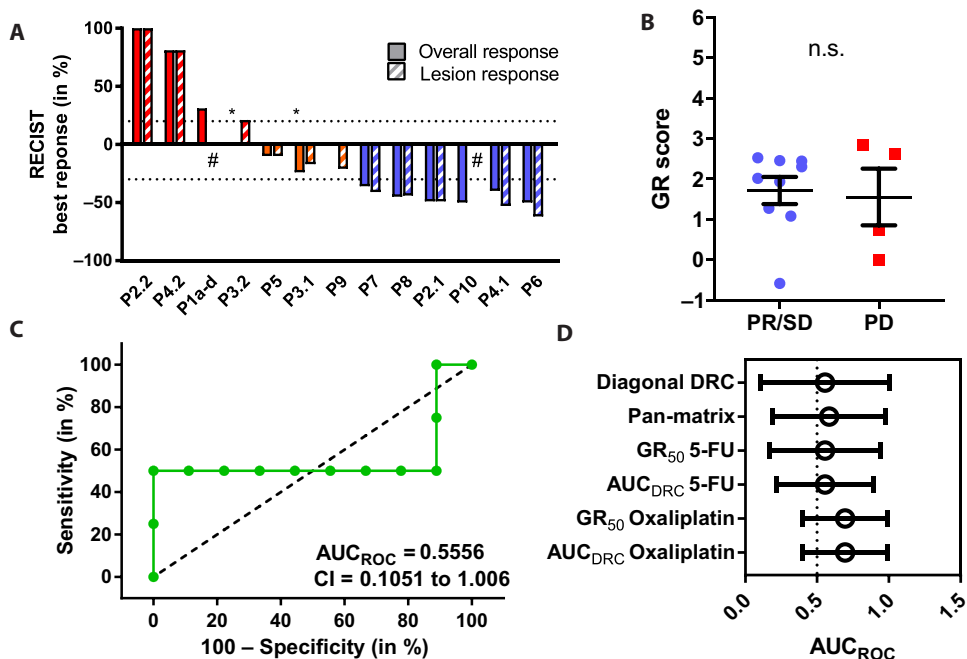 A
RECIST
best reponse (in %)
100
50
0
−50
−100
Overall response
Lesion response
*
*
#
#
P2.2
P4.2
P1a-d
P3.2
P5
P3.1
P9
P7
P8
P2.1
P10
P4.1
P6
B
n.s.
GR score
6
5
4
3
2
1
0
−1
PR/SD
PD
C
Sensitivity (in %)
100
80
60
40
20
0
AUCROC = 0.5556
CI = 0.1051 to 1.006
0
20
40
60
80
100
100 – Specificity (in %)
D
Diagonal DRC
Pan-matrix
GR50 5-FU
AUCDRC 5-FU
GR50 Oxaliplatin
AUCDRC Oxaliplatin
0.0
0.5
1.0
1.5
AUCROC